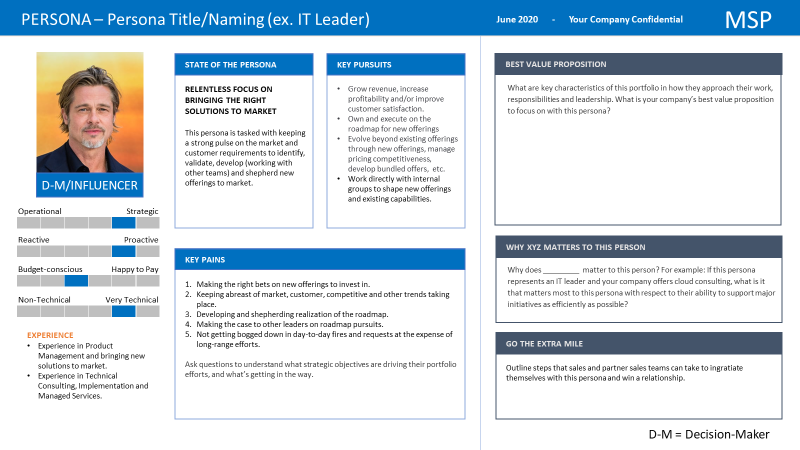 PERSONA – Persona Title/Naming (ex. IT Leader)
June 2020 - Your Company Confidential
MSP
D-M/INFLUENCER
Operational Strategic
Reactive Proactive
Budget-conscious Happy to Pay
Non-Technical Very Technical
EXPERIENCE
• Experience in Product
Management and bringing new
solutions to market.
• Experience in Technical
Consulting, Implementation and
Managed Services.
STATE OF THE PERSONA
RELENTLESS FOCUS ON
BRINGING THE RIGHT
SOLUTIONS TO MARKET
This persona is tasked with keeping
a strong pulse on the market and
customer requirements to identify,
validate, develop (working with
other teams) and shepherd new
offerings to market.
KEY PURSUITS
• Grow revenue, increase
profitability and/or improve
customer satisfaction.
• Own and execute on the
roadmap for new offerings
• Evolve beyond existing offerings
through new offerings, manage
pricing competitiveness,
develop bundled offers, etc.
• Work directly with internal
groups to shape new offerings
and existing capabilities.
KEY PAINS
1. Making the right bets on new offerings to invest in.
2. Keeping abreast of market, customer, competitive and other trends taking
place.
3. Developing and shepherding realization of the roadmap.
4. Making the case to other leaders on roadmap pursuits.
5. Not getting bogged down in day-to-day fires and requests at the expense of
long-range efforts.
Ask questions to understand what strategic objectives are driving their portfolio
efforts, and what's getting in the way.
BEST VALUE PROPOSITION
What are key characteristics of this portfolio in how they approach their work,
responsibilities and leadership. What is your company's best value proposition
to focus on with this persona?
WHY XYZ MATTERS TO THIS PERSON
Why does _________ matter to this person? For example: If this persona
represents an IT leader and your company offers cloud consulting, what is it
that matters most to this persona with respect to their ability to support major
initiatives as efficiently as possible?
GO THE EXTRA MILE
Outline steps that sales and partner sales teams can take to ingratiate
themselves with this persona and win a relationship.
D-M = Decision-Maker